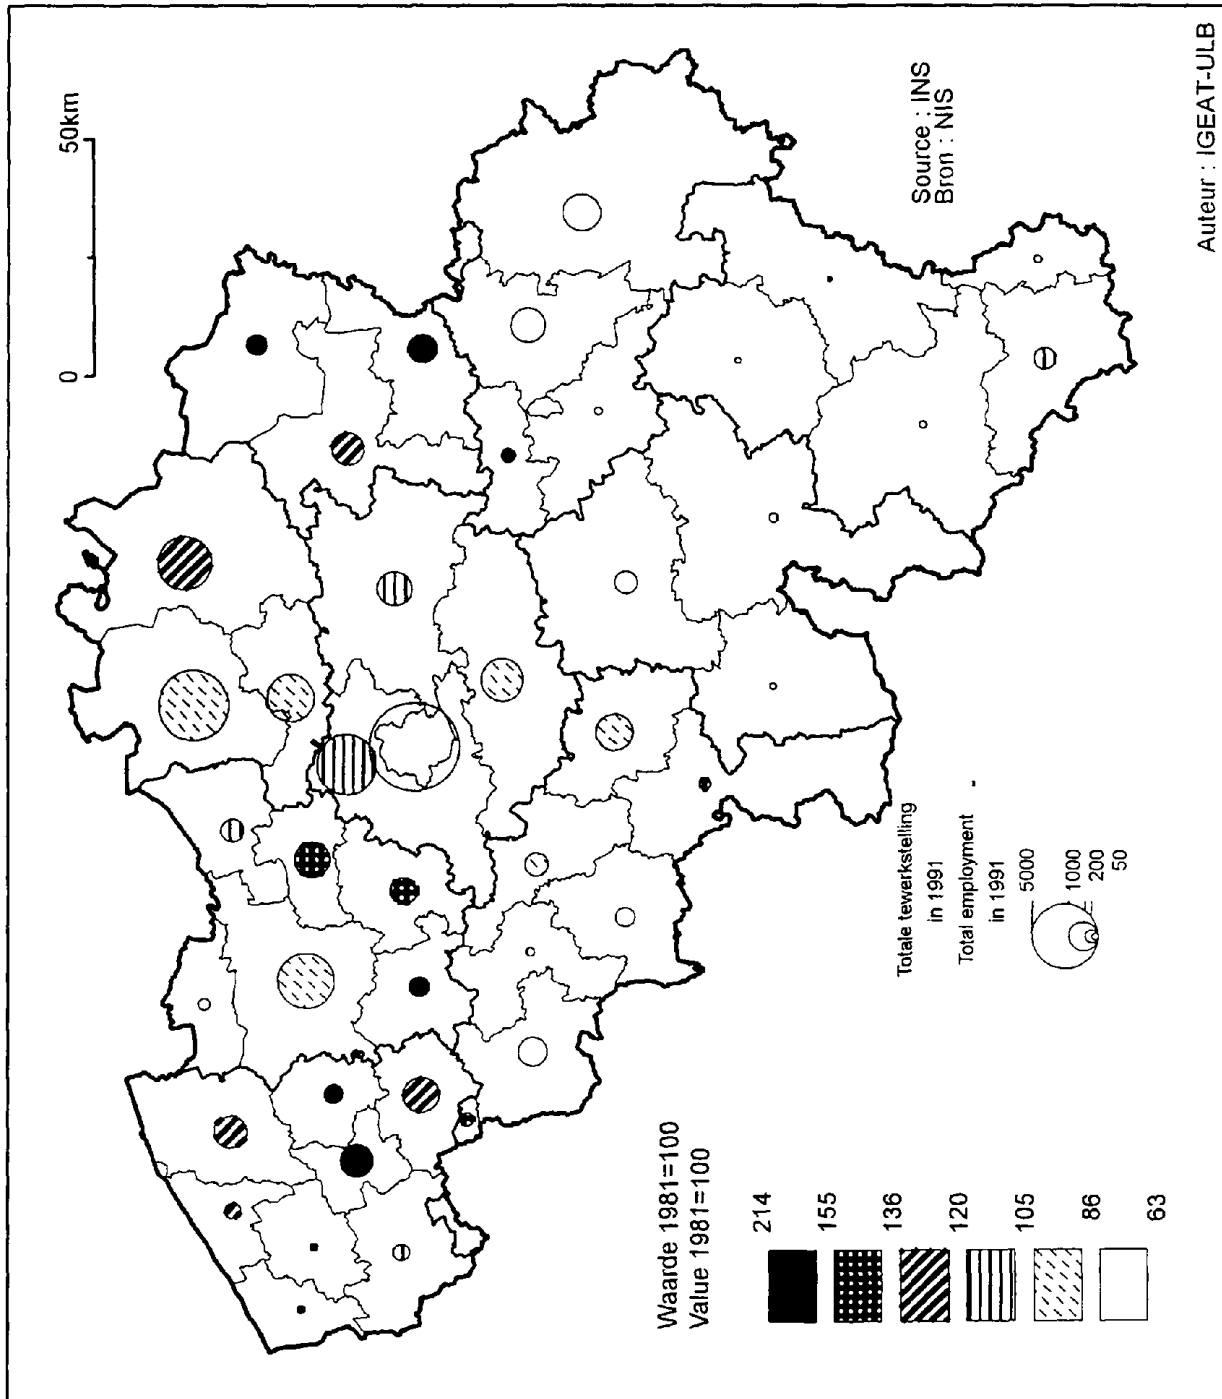 0 50km
Source : INS
Bron : NIS
Auteur : IGEAT-ULB
Totale tewerkstelling
in 1991
Total employment
in 1991
5000
1000
200
50
Waarde 1981=100
Value 1981=100
214
155
136
120
105
86
63